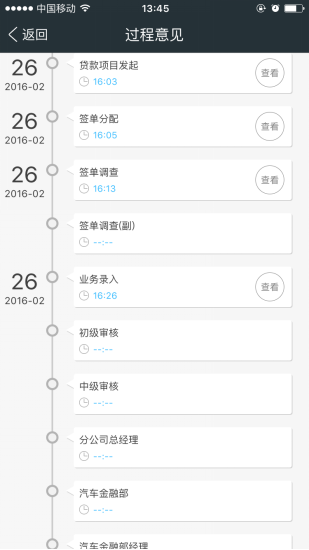 中国移动 13:45
返回 过程意见
26 贷款项目发起
2016-02 16:03 查看
26 签单分配
2016-02 16:05 查看
26 签单调查
2016-02 16:13 查看
签单调查(副)
--:--
26 业务录入
2016-02 16:26 查看
初级审核
--:--
中级审核
--:--
分公司总经理
--:--
汽车金融部
--:--
汽车金融部经理